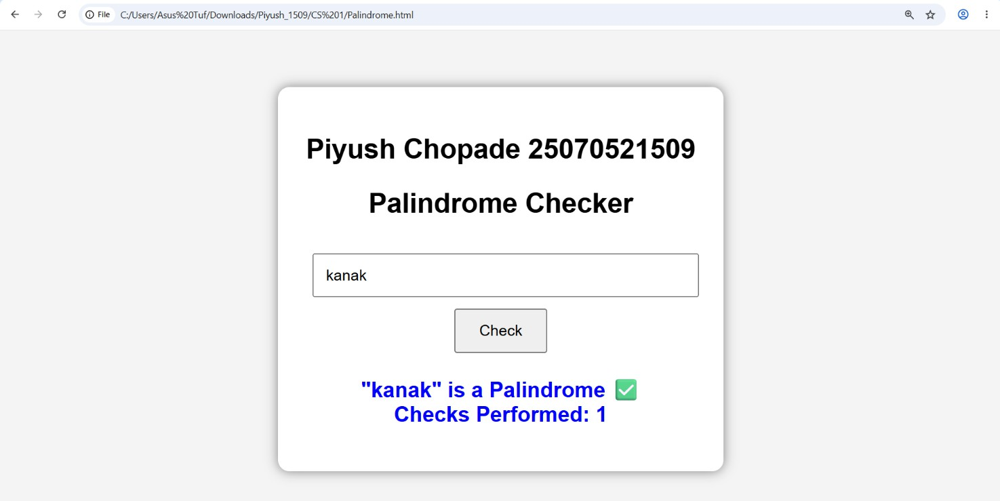 File C:/Users/Asus%20Tuf/Downloads/Piyush_1509/CS%201/Palindrome.html
Piyush Chopade 25070521509
Palindrome Checker
kanak
Check
"kanak" is a Palindrome ✅
Checks Performed: 1